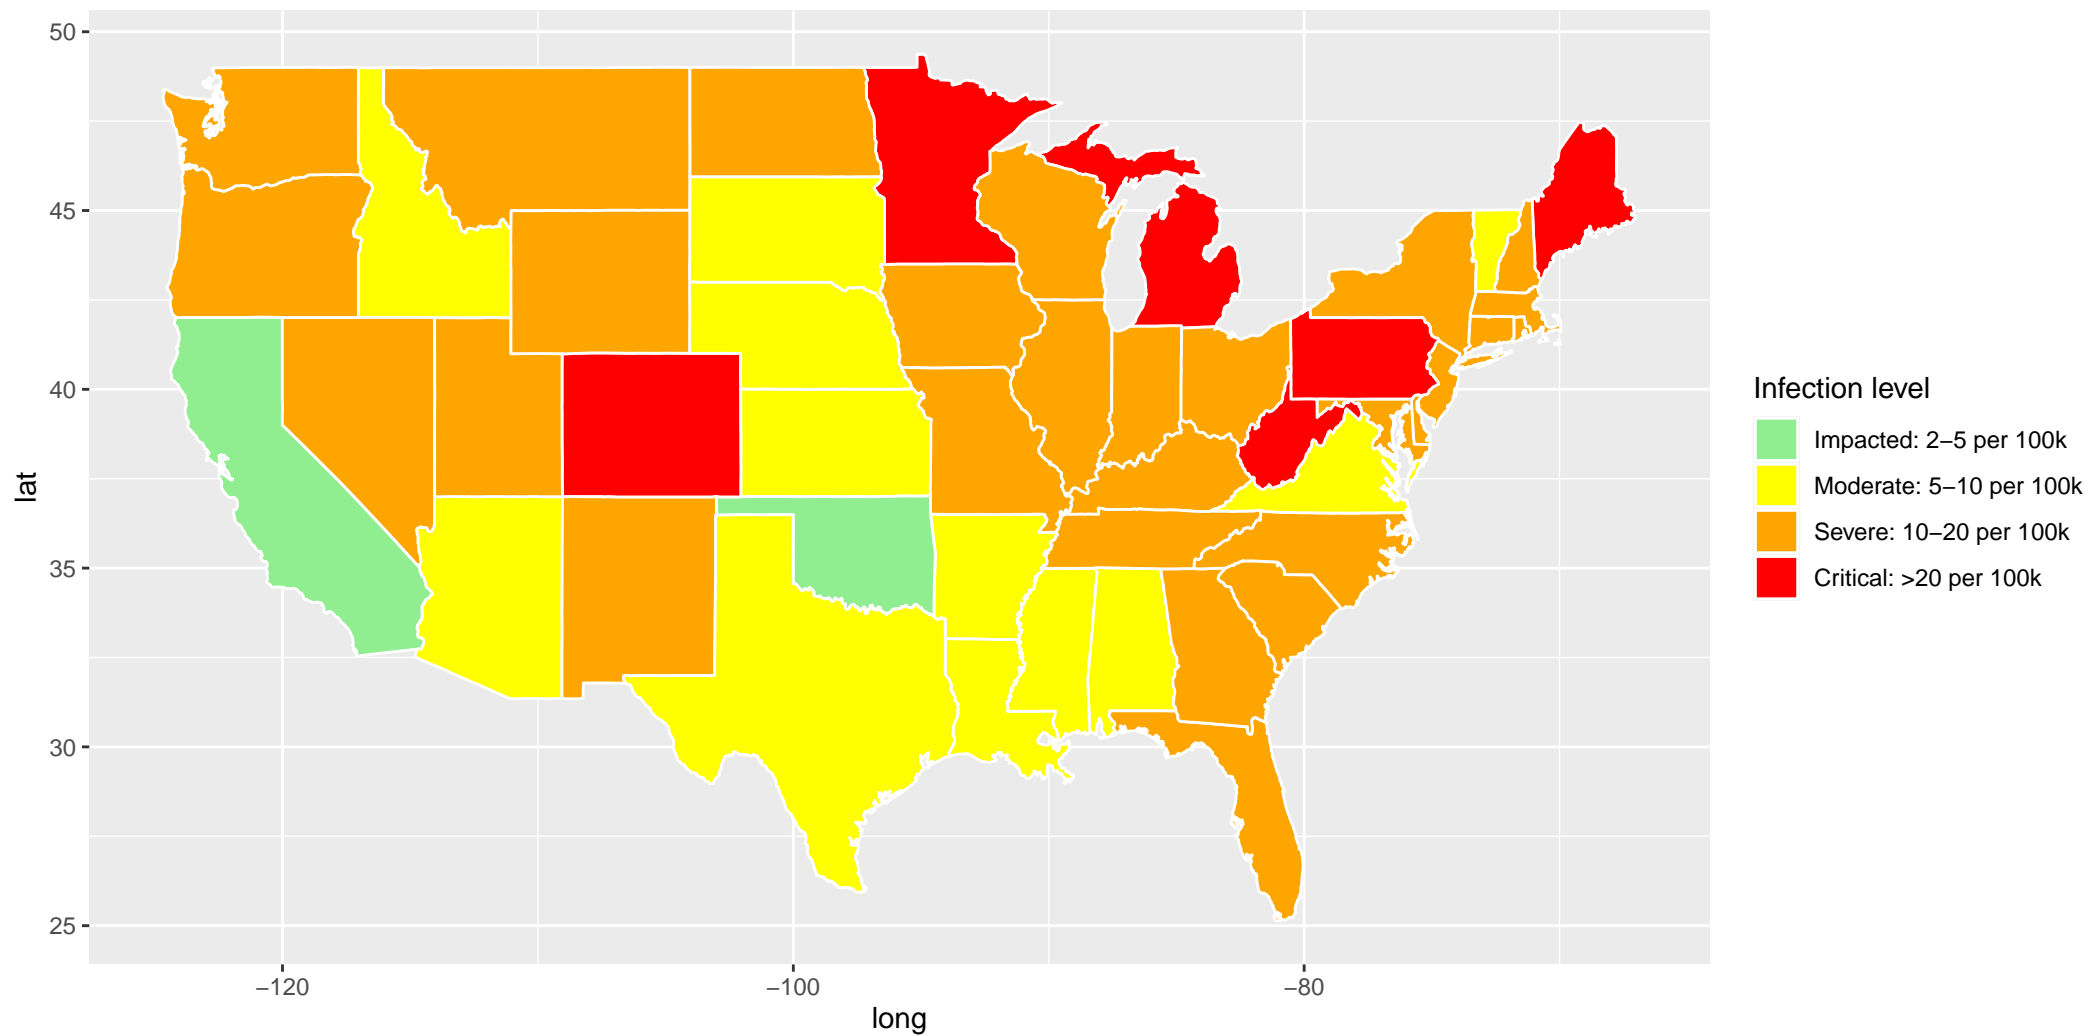 50
45
40
35
30
25
lat
−120
−100
−80
long
Infection level
Impacted: 2−5 per 100k
Moderate: 5−10 per 100k
Severe: 10−20 per 100k
Critical: >20 per 100k